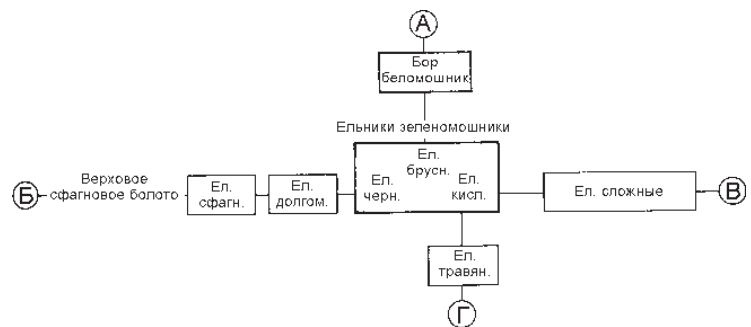 А
Бор
беломошник
Ельники зеленомошники
Ел.
брусн.
Ел.
черн.
Ел.
кисл.
Б
Верховое
сфагновое болото
Ел.
сфагн.
Ел.
долгом.
Ел. сложные
В
Ел.
травян.
Г